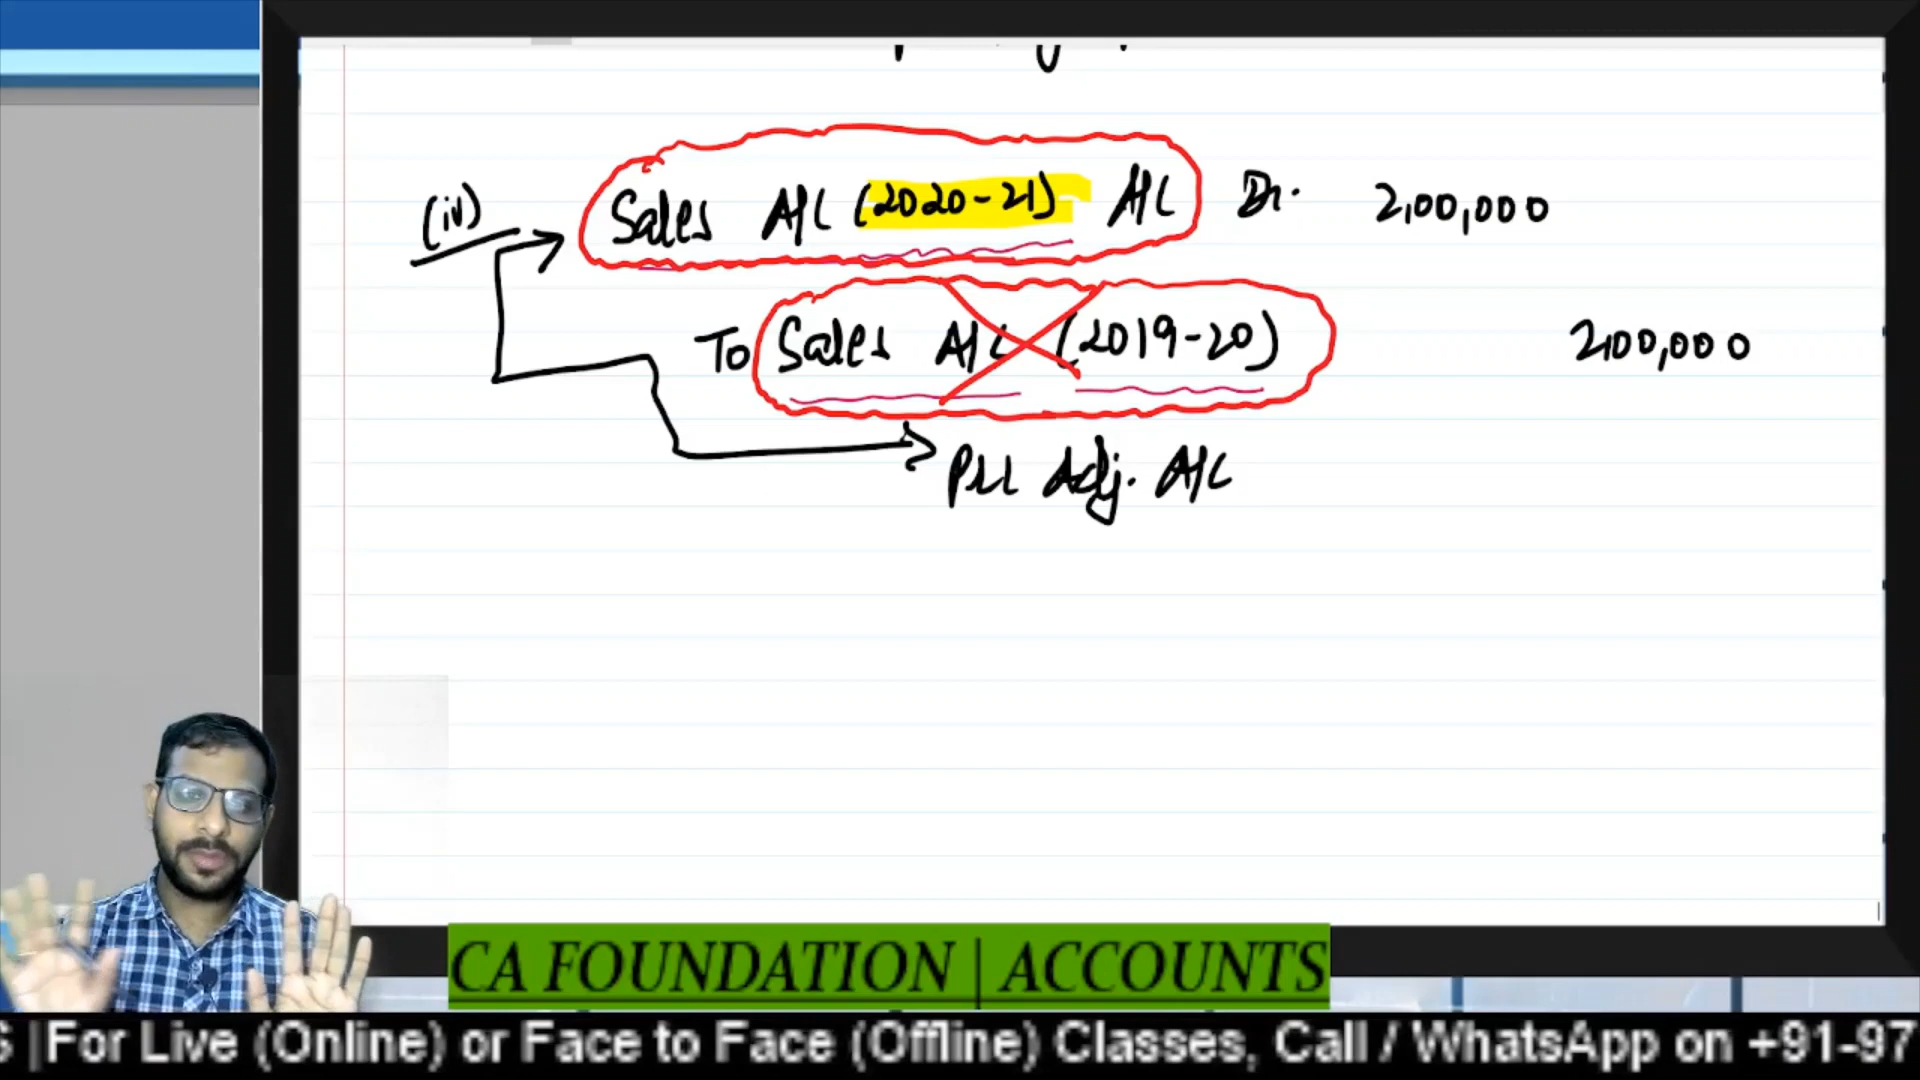 (iv) Sales A/C (2020-21) A/C Dr. 2,00,000
To Sales A/C (2019-20) 2,00,000
P&L Adj. A/C
CA FOUNDATION | ACCOUNTS
S |For Live (Online) or Face to Face (Offline) Classes, Call / WhatsApp on +91-97